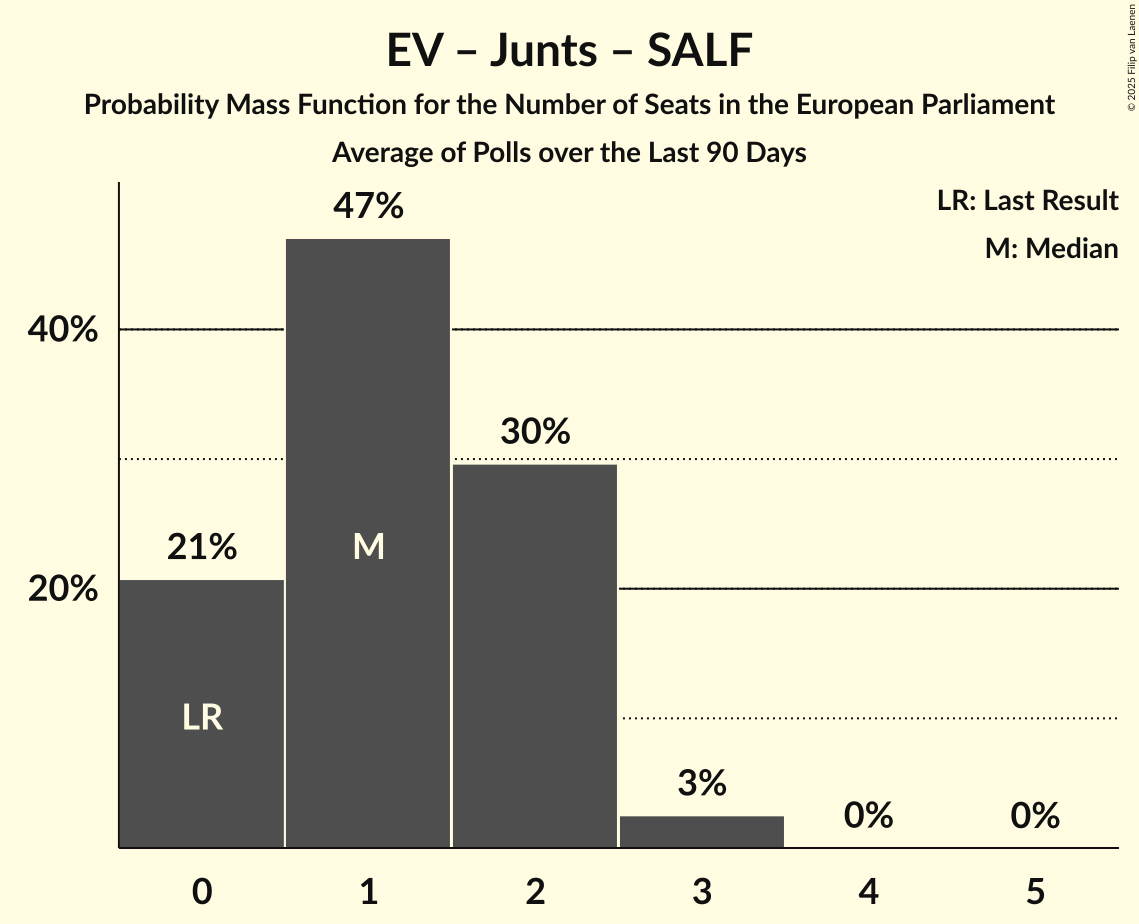 EV – Junts – SALF
Probability Mass Function for the Number of Seats in the European Parliament
Average of Polls over the Last 90 Days
© 2025 Filip van Laenen
LR: Last Result
M: Median
47%
40%
30%
21%
M
20%
LR
3%
0%
0%
0 1 2 3 4 5